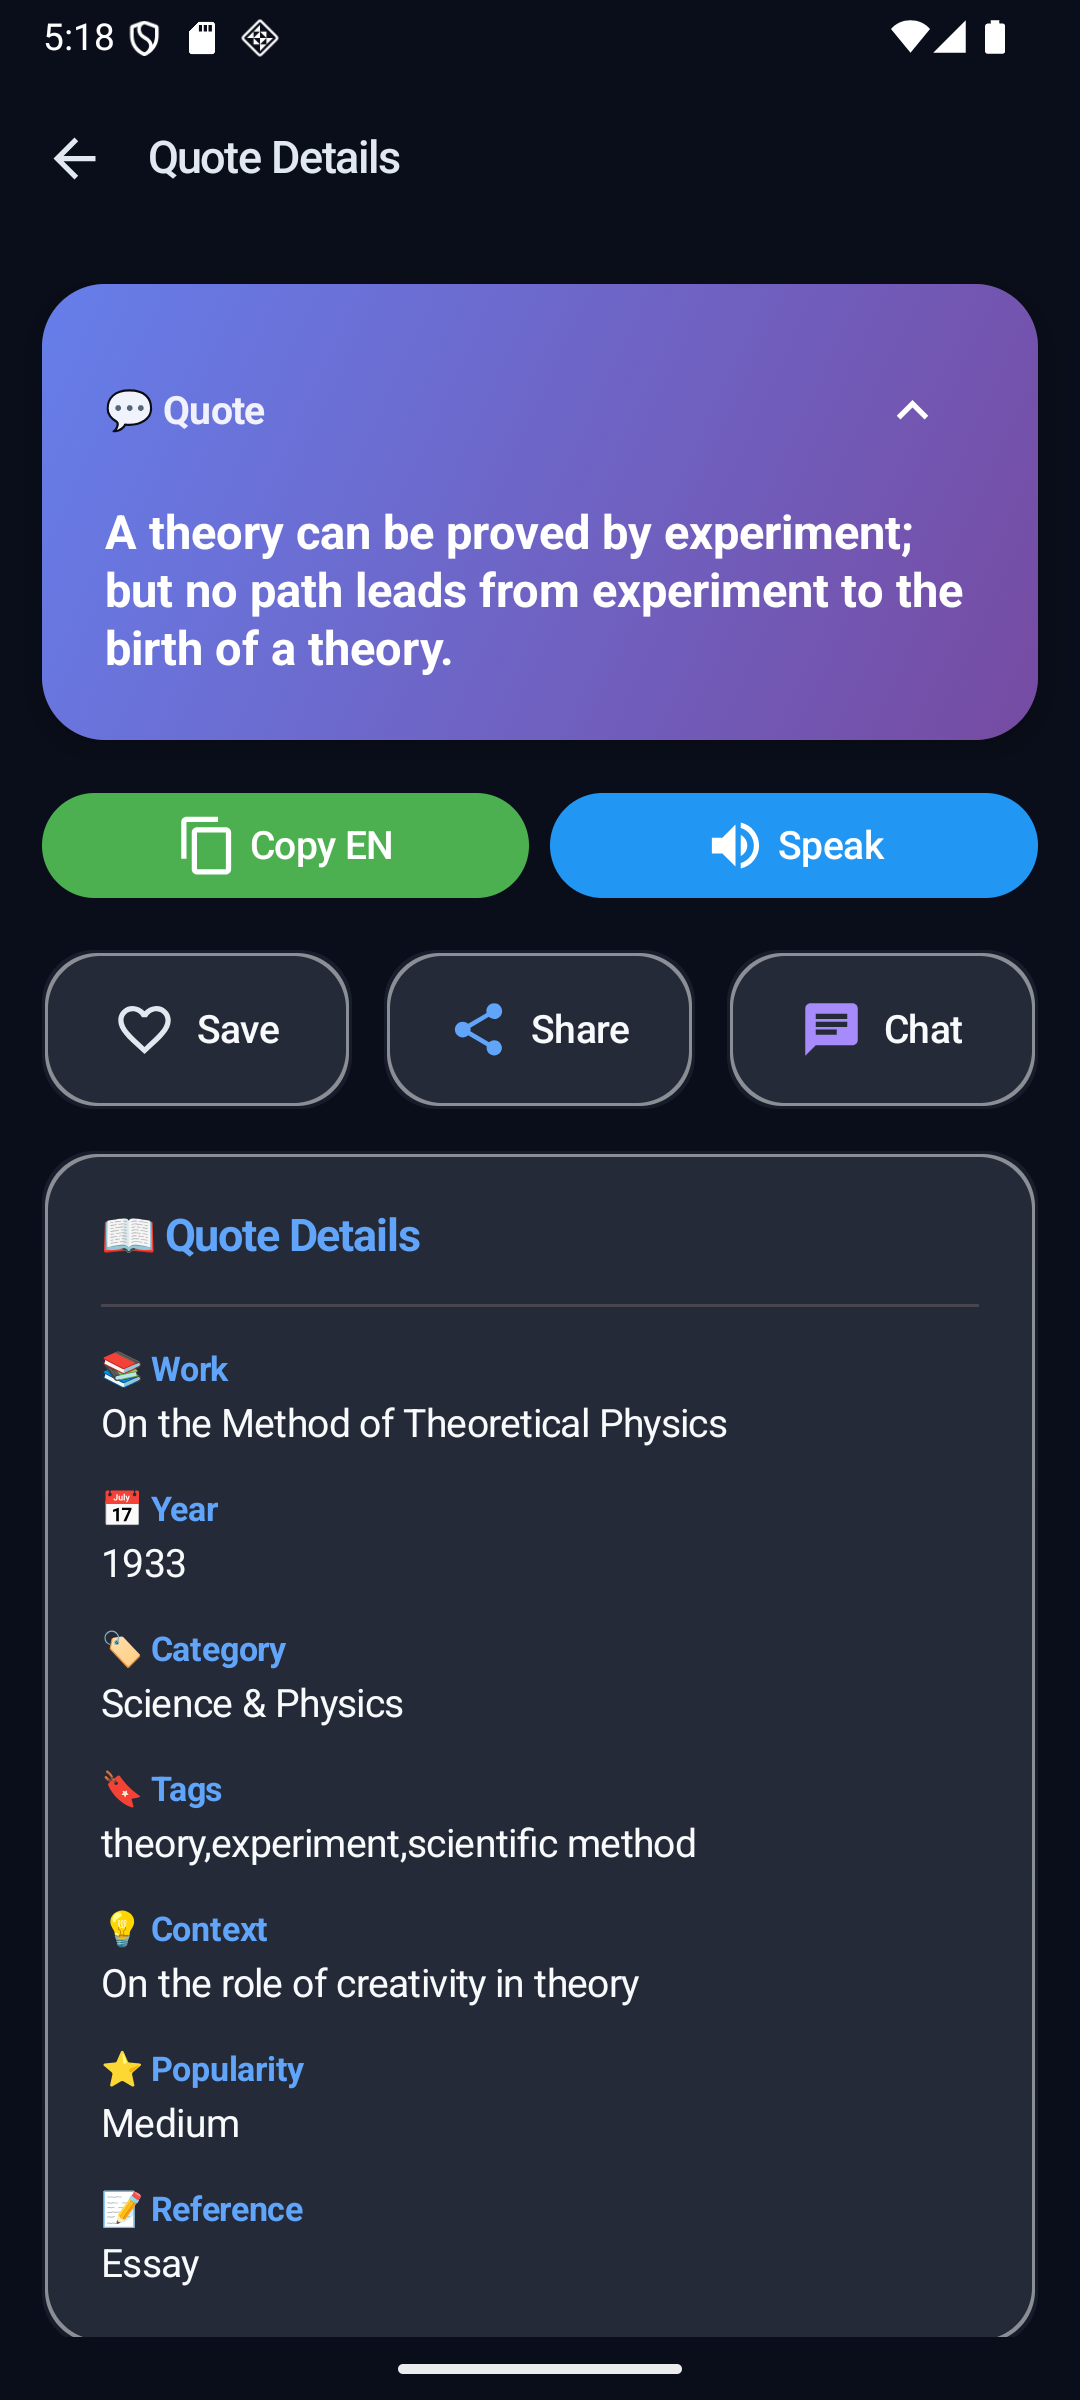 5:18
Quote Details
Quote
A theory can be proved by experiment;
but no path leads from experiment to the
birth of a theory.
Copy EN
Speak
Save
Share
Chat
Quote Details
Work
On the Method of Theoretical Physics
July
17
Year
1933
Category
Science & Physics
Tags
theory,experiment,scientific method
Context
On the role of creativity in theory
Popularity
Medium
Reference
Essay